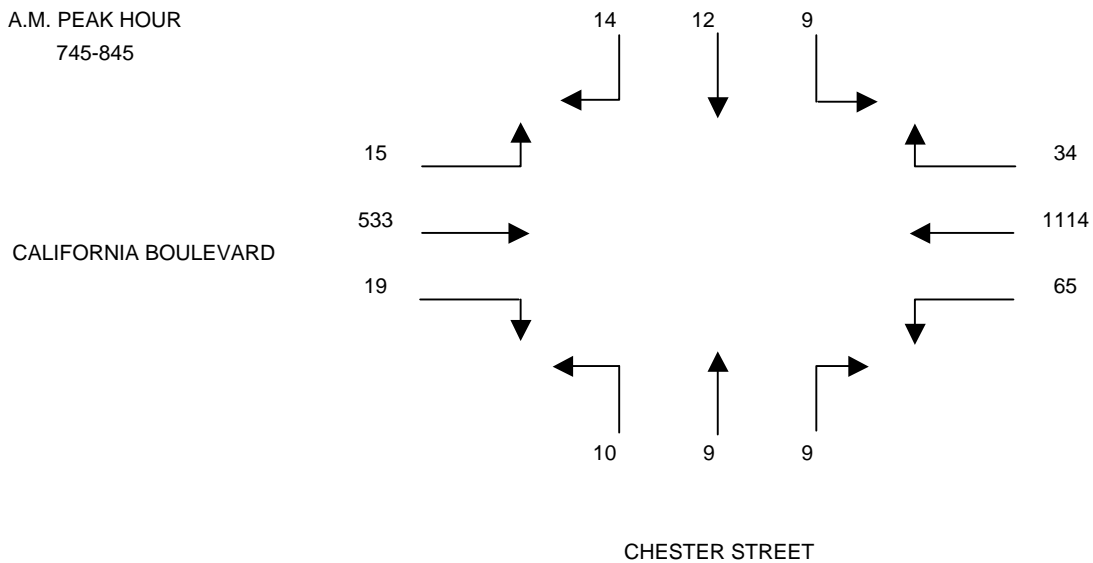 A.M. PEAK HOUR
745-845
14 12 9
15 34
533 1114
CALIFORNIA BOULEVARD
19 65
10 9 9
CHESTER STREET